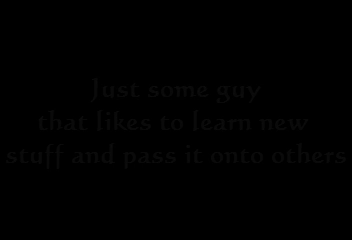 Just some guy
that likes to learn new
stuff and pass it onto others